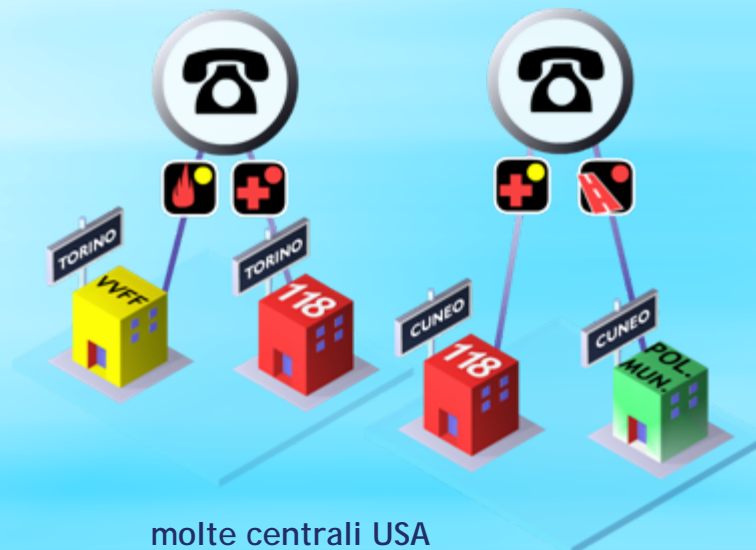 TORINO
VVFF
TORINO
118
CUNEO
118
CUNEO
POL.
MUN.
molte centrali USA